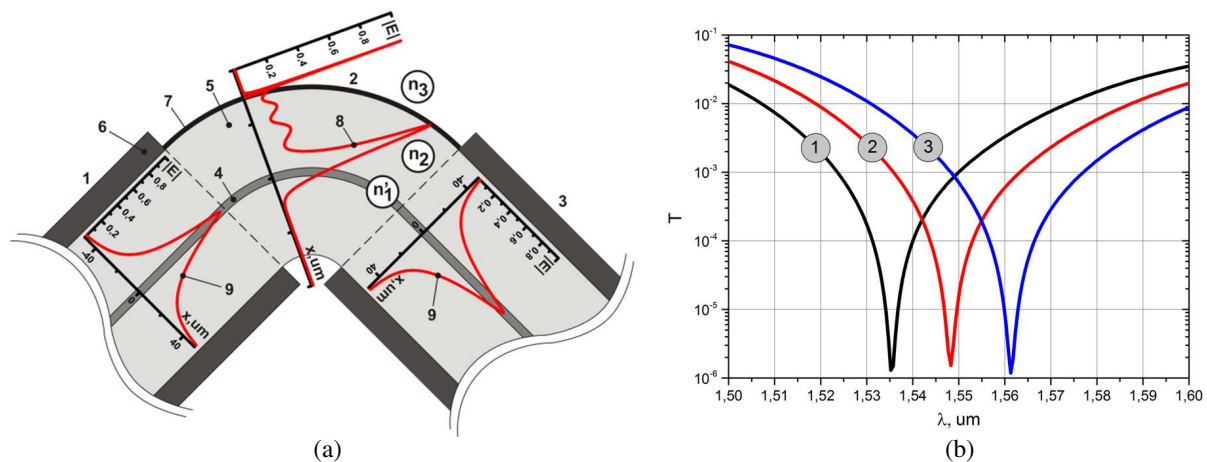 |E|
0,8
0,6
0,4
0,2
2
n₃
5
7
6
8
n₂
4
n'₁
1
|E|
0,8
0,6
0,4
0,2
-40
0
x,um
40
9
x,um
-40
0
40
x,um
0,2
0,4
0,6
0,8
|E|
3
9
(a)
10⁻¹
10⁻²
10⁻³
T
10⁻⁴
10⁻⁵
10⁻⁶
1
2
3
1,50 1,51 1,52 1,53 1,54 1,55 1,56 1,57 1,58 1,59 1,60
λ, um
(b)